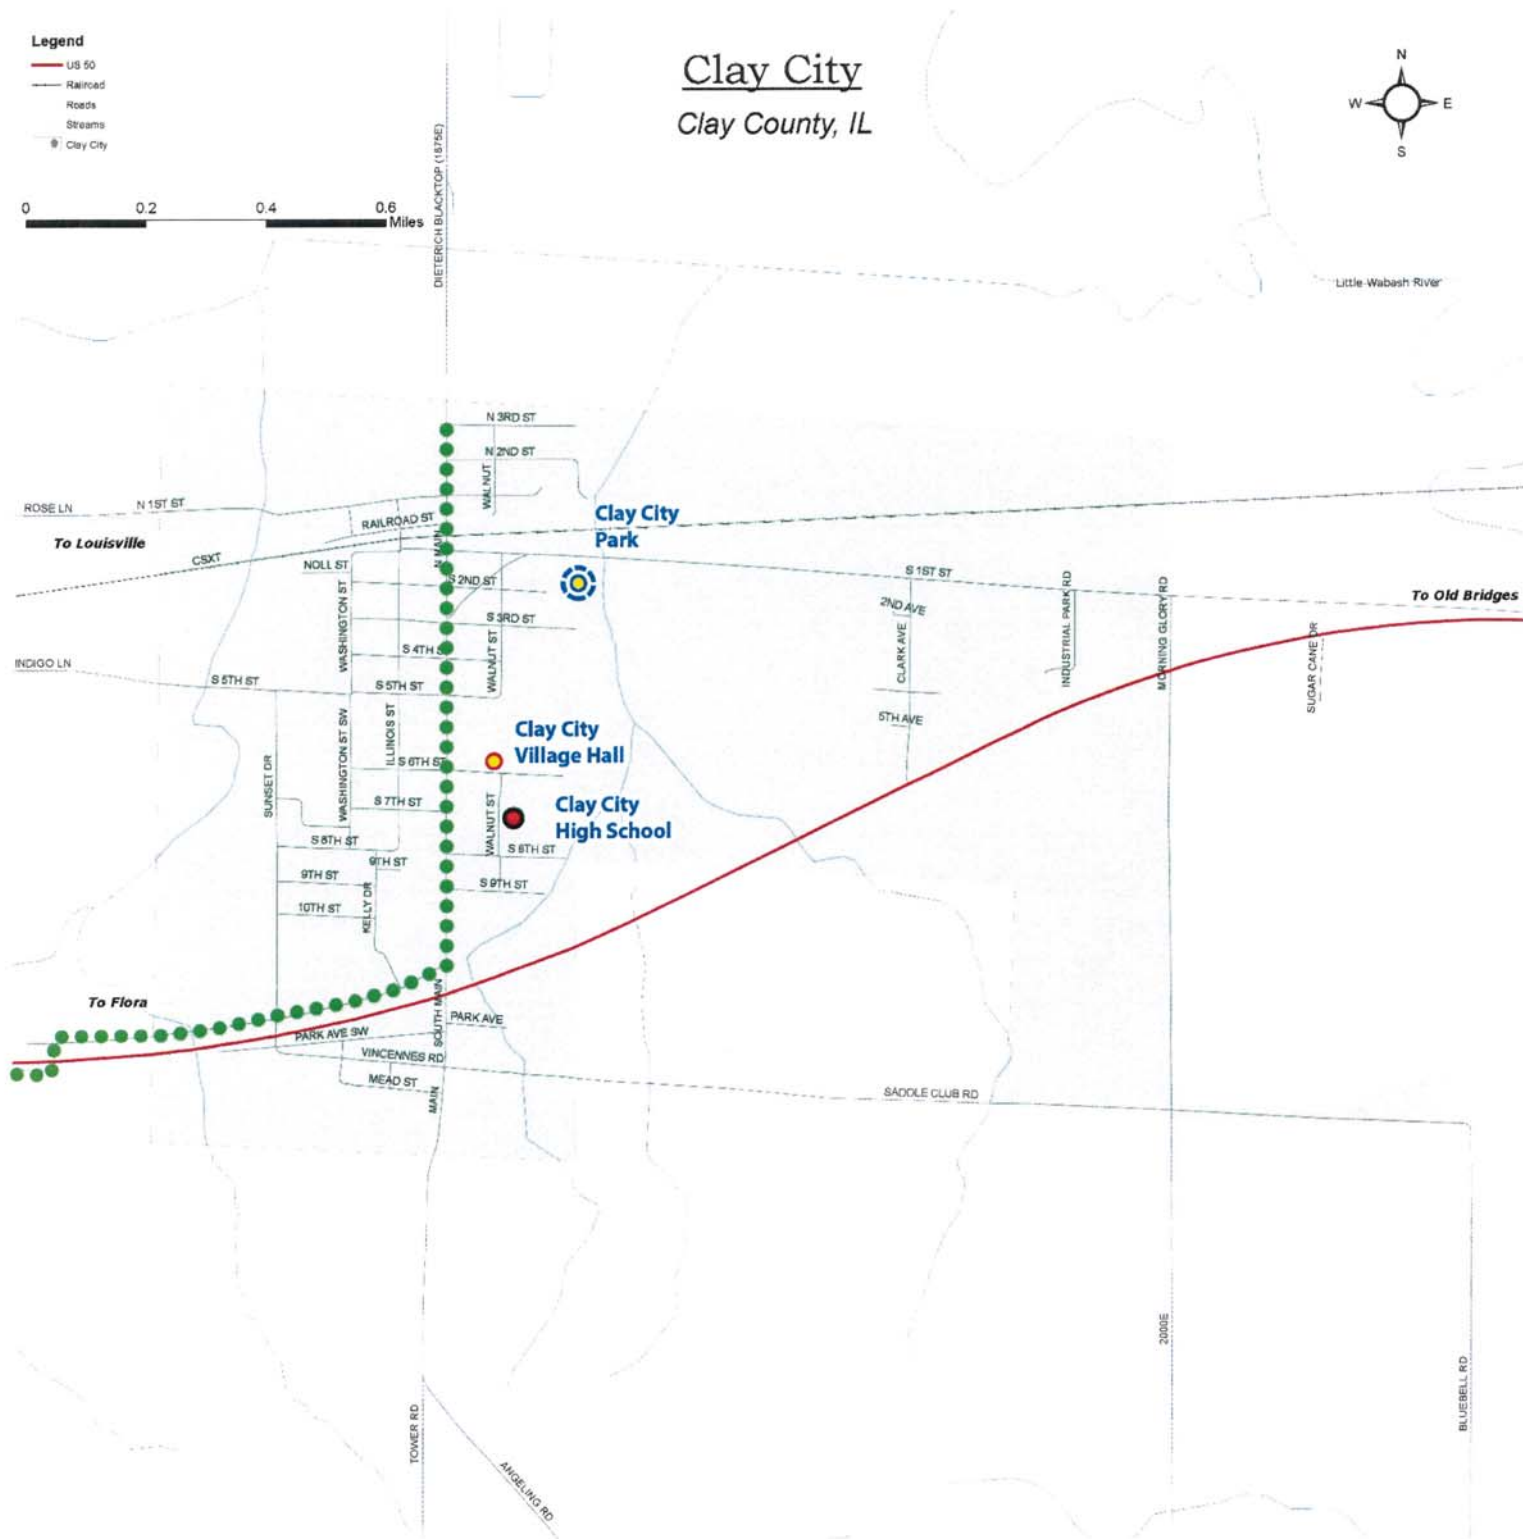 Legend
US 50
Railroad
Roads
Streams
Clay City
Clay City
Clay County, IL
N
W
E
S
0
0.2
0.4
0.6
Miles
DIETERICH BLACKTOP (1875E)
Little Wabash River
N 3RD ST
N 2ND ST
WALNUT
ROSE LN
N 1ST ST
RAILROAD ST
Clay City
Park
To Louisville
CSXT
N MAIN
NOLL ST
S 2ND ST
S 1ST ST
2ND AVE
INDUSTRIAL PARK RD
MORNING GLORY RD
To Old Bridges
WASHINGTON ST
S 3RD ST
CLARK AVE
SUGAR CANE DR
S 4TH S
WALNUT ST
INDIGO LN
S 5TH ST
S 5TH ST
5TH AVE
WASHINGTON ST SW
ILLINOIS ST
Clay City
Village Hall
SUNSET DR
S 6TH ST
S 7TH ST
WALNUT ST
Clay City
High School
S 8TH ST
S 8TH ST
9TH ST
9TH ST
S 9TH ST
KELLY DR
10TH ST
To Flora
SOUTH MAIN
PARK AVE
PARK AVE SW
VINCENNES RD
MEAD ST
MAIN
SADDLE CLUB RD
2000E
BLUEBELL RD
TOWER RD
ANGELING RD